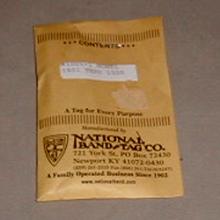 CONTENTS
A Tag for Every Purpose
Manufactured by
NATIONAL
BAND & TAG CO.
721 York St. PO Box 72430
Newport KY 41072-0430
A Family Operated Business Since 1902
www.nationalband.com